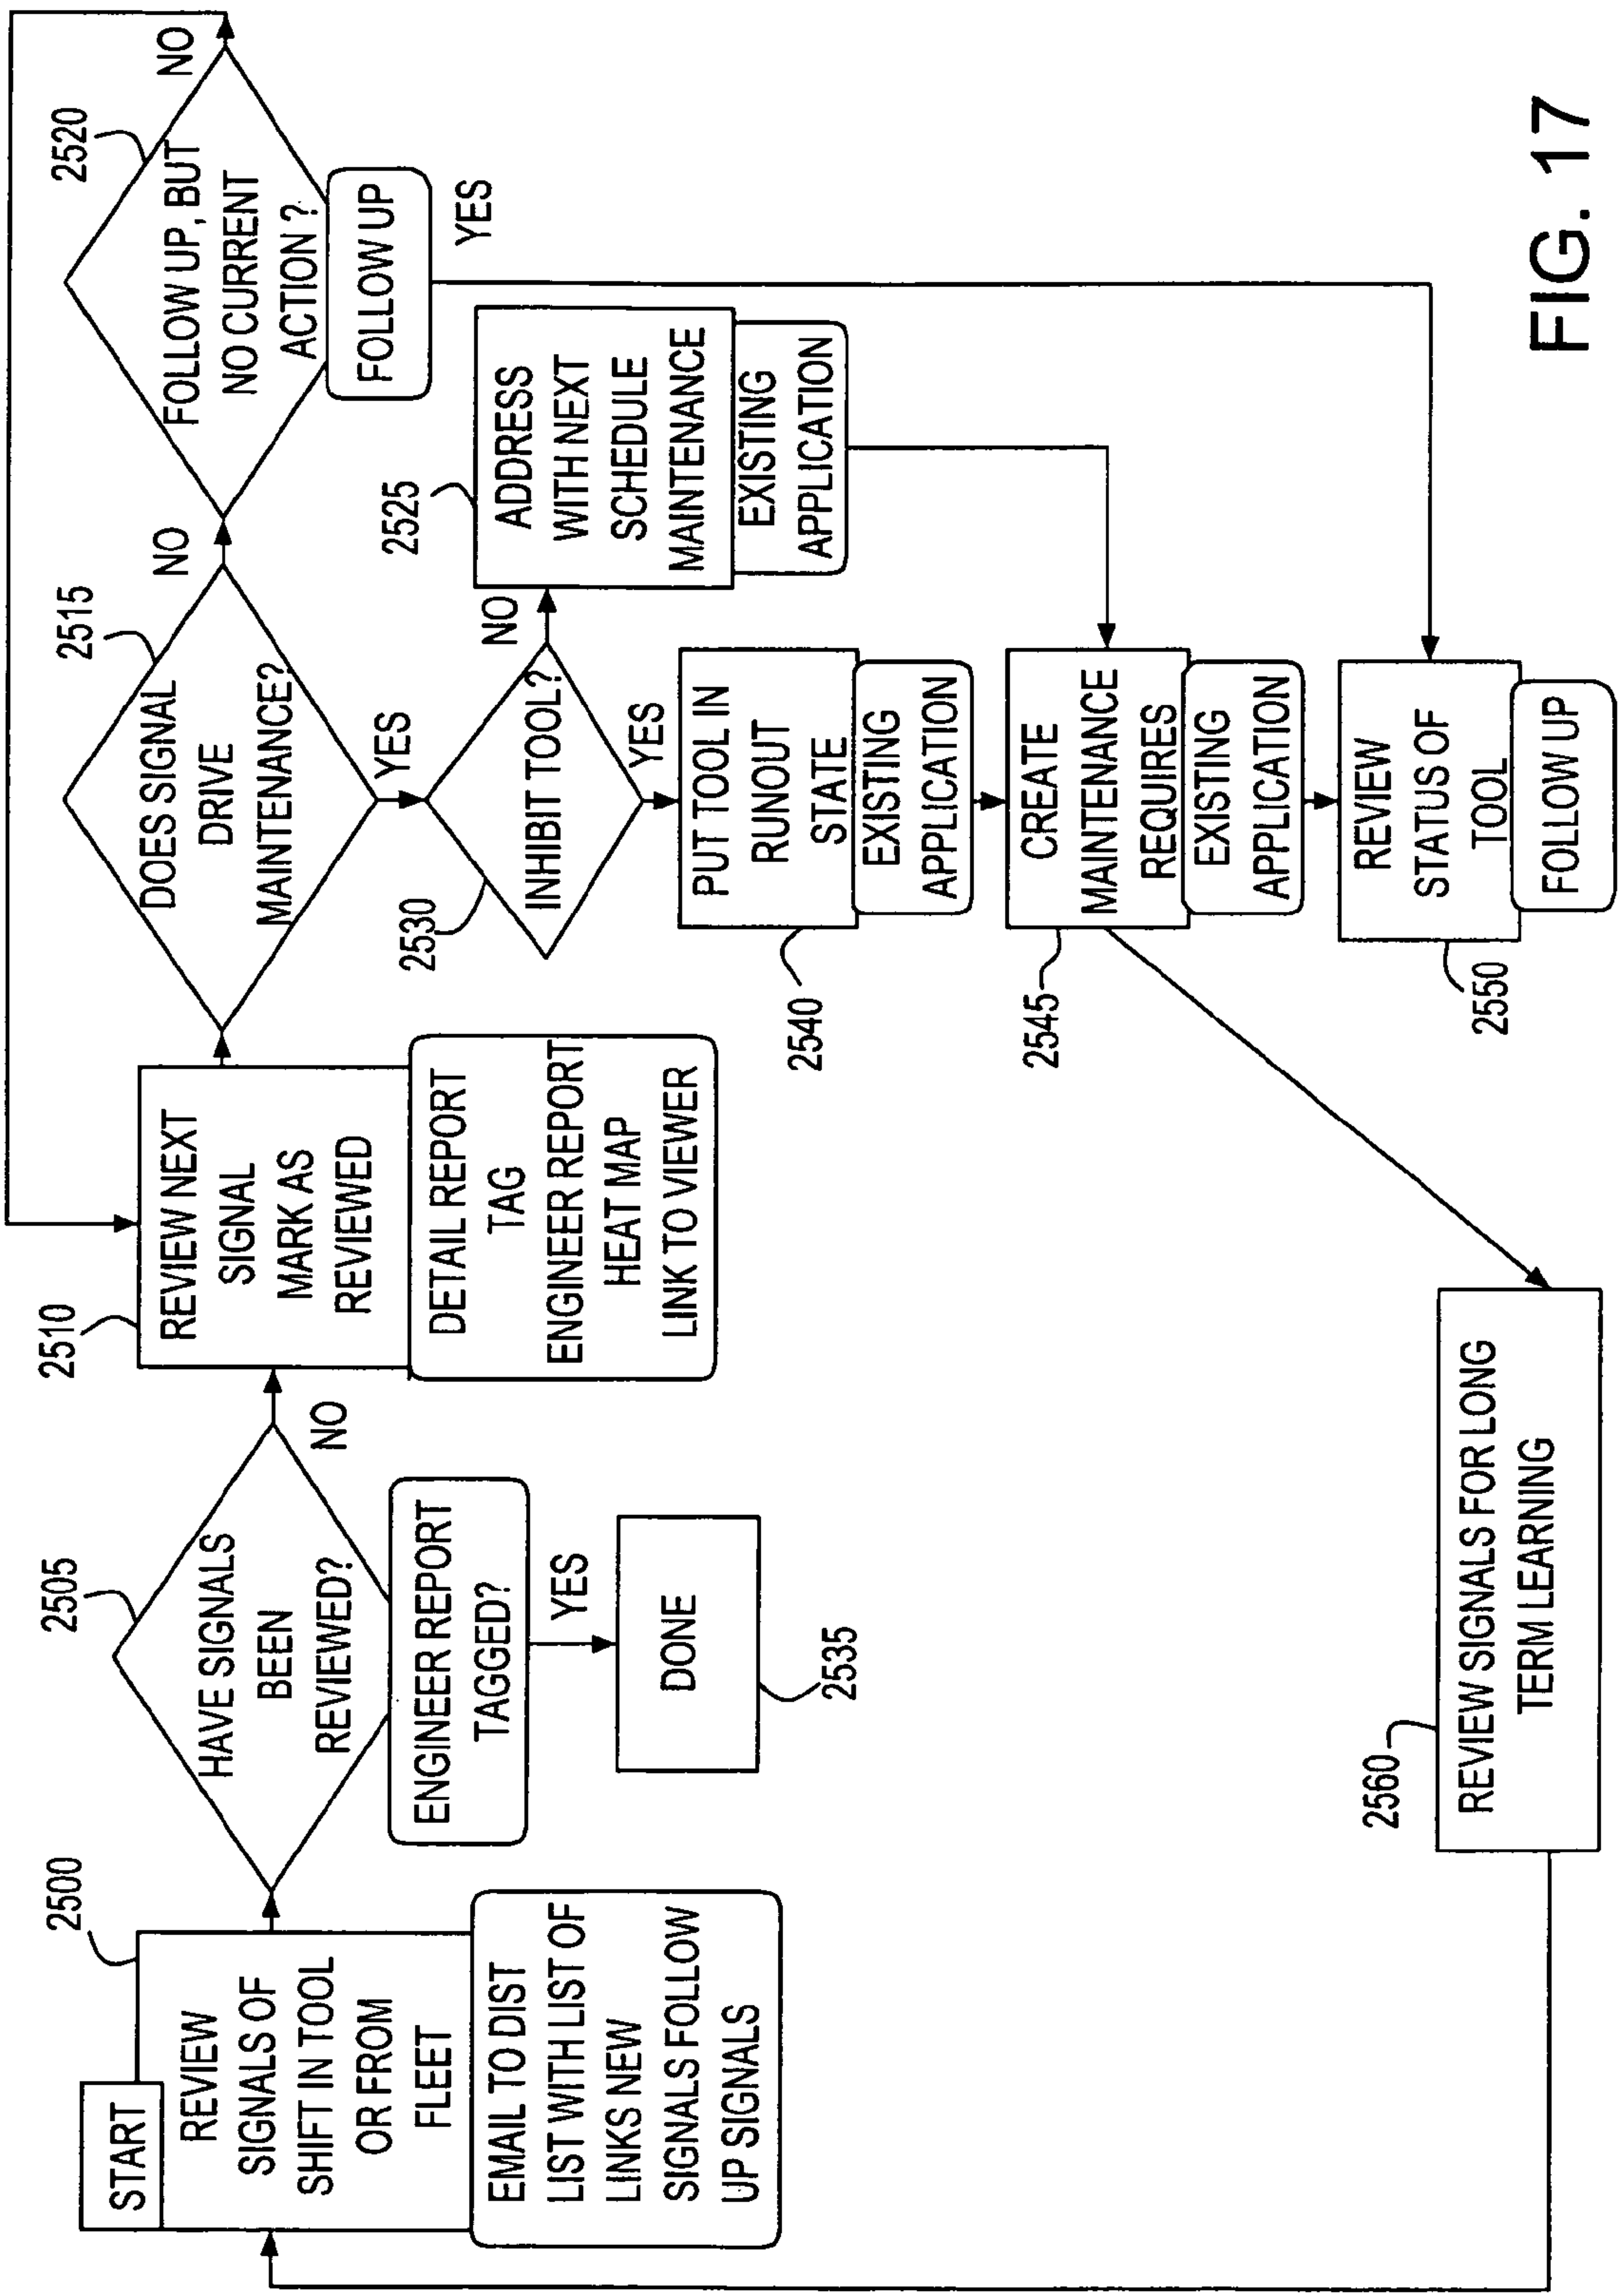 START
2500
REVIEW
SIGNALS OF
SHIFT IN TOOL
OR FROM
FLEET
EMAIL TO DIST
LIST WITH LIST OF
LINKS NEW
SIGNALS FOLLOW
UP SIGNALS
2505
HAVE SIGNALS
BEEN
REVIEWED?
NO
ENGINEER REPORT
TAGGED?
YES
DONE
2535
2510
REVIEW NEXT
SIGNAL
MARK AS
REVIEWED
DETAIL REPORT
TAG
ENGINEER REPORT
HEAT MAP
LINK TO VIEWER
2515
DOES SIGNAL
DRIVE
MAINTENANCE?
NO
YES
2520
FOLLOW UP, BUT
NO CURRENT
ACTION ?
NO
FOLLOW UP
YES
2530
INHIBIT TOOL?
NO
YES
2525
ADDRESS
WITH NEXT
SCHEDULE
MAINTENANCE
EXISTING
APPLICATION
2540
PUT TOOL IN
RUNOUT
STATE
EXISTING
APPLICATION
2545
CREATE
MAINTENANCE
REQUIRES
EXISTING
APPLICATION
2550
REVIEW
STATUS OF
TOOL
FOLLOW UP
2560
REVIEW SIGNALS FOR LONG
TERM LEARNING
FIG. 17